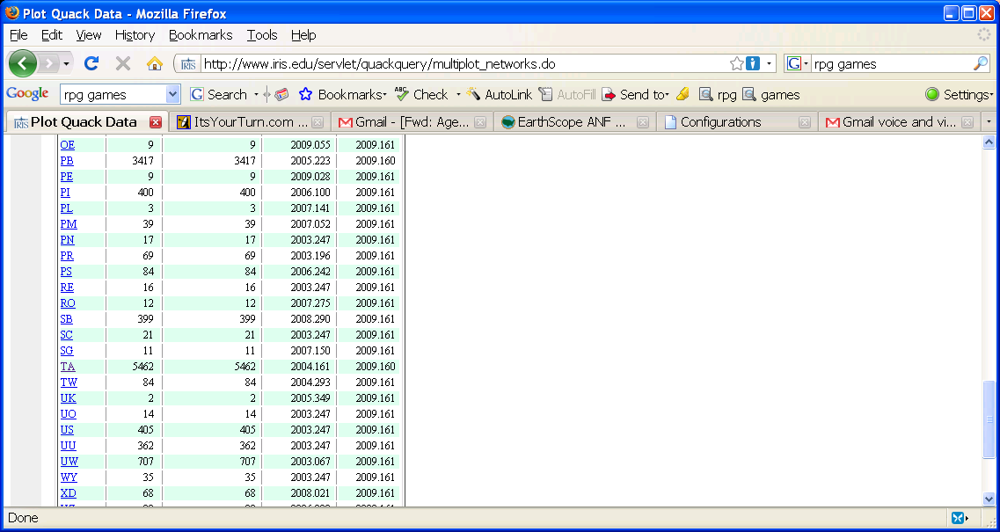 Plot Quack Data - Mozilla Firefox
File Edit View History Bookmarks Tools Help
IRIS http://www.iris.edu/servlet/quackquery/multiplot_networks.do G rpg games
Google rpg games G Search Bookmarks ABC Check AutoLink AutoFill Send to rpg games Settings
IRIS Plot Quack Data ItsYourTurn.com ... Gmail - [Fwd: Age... EarthScope ANF ... Configurations Gmail voice and vi...
OE 9 9 2009.055 2009.161
PB 3417 3417 2005.223 2009.160
PE 9 9 2009.028 2009.161
PI 400 400 2006.100 2009.161
PL 3 3 2007.141 2009.161
PM 39 39 2007.052 2009.161
PN 17 17 2003.247 2009.161
PR 69 69 2003.196 2009.161
PS 84 84 2006.242 2009.161
RE 16 16 2003.247 2009.161
RO 12 12 2007.275 2009.161
SB 399 399 2008.290 2009.161
SC 21 21 2003.247 2009.161
SG 11 11 2007.150 2009.161
TA 5462 5462 2004.161 2009.160
TW 84 84 2004.293 2009.161
UK 2 2 2005.349 2009.161
UO 14 14 2003.247 2009.161
US 405 405 2003.247 2009.161
UU 362 362 2003.247 2009.161
UW 707 707 2003.067 2009.161
WY 35 35 2003.247 2009.161
XD 68 68 2008.021 2009.161
Done